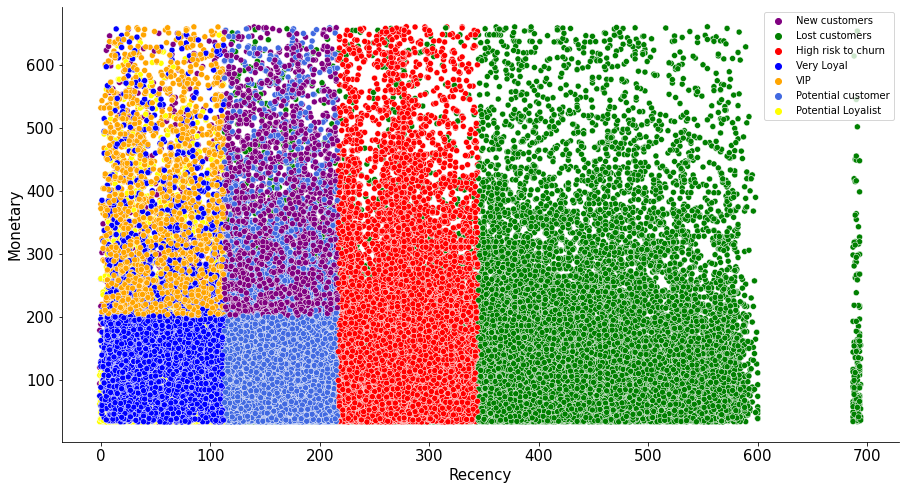 New customers
Lost customers
High risk to churn
Very Loyal
VIP
Potential customer
Potential Loyalist
600
500
400
300
200
100
Monetary
0 100 200 300 400 500 600 700
Recency